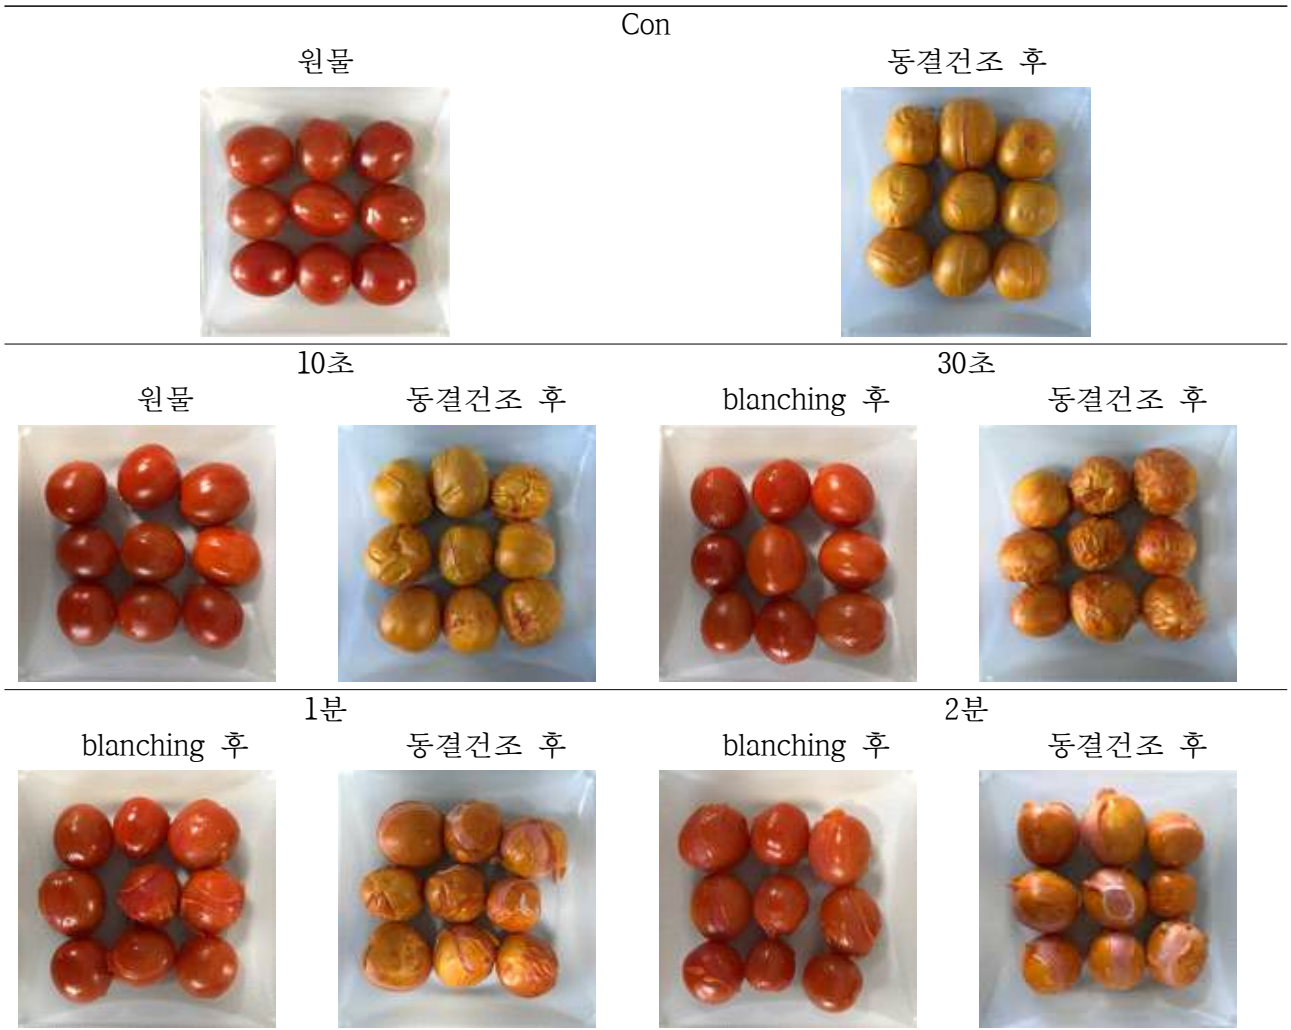 Con
원물 동결건조 후
10초 30초
원물 동결건조 후 blanching 후 동결건조 후
1분 2분
blanching 후 동결건조 후 blanching 후 동결건조 후